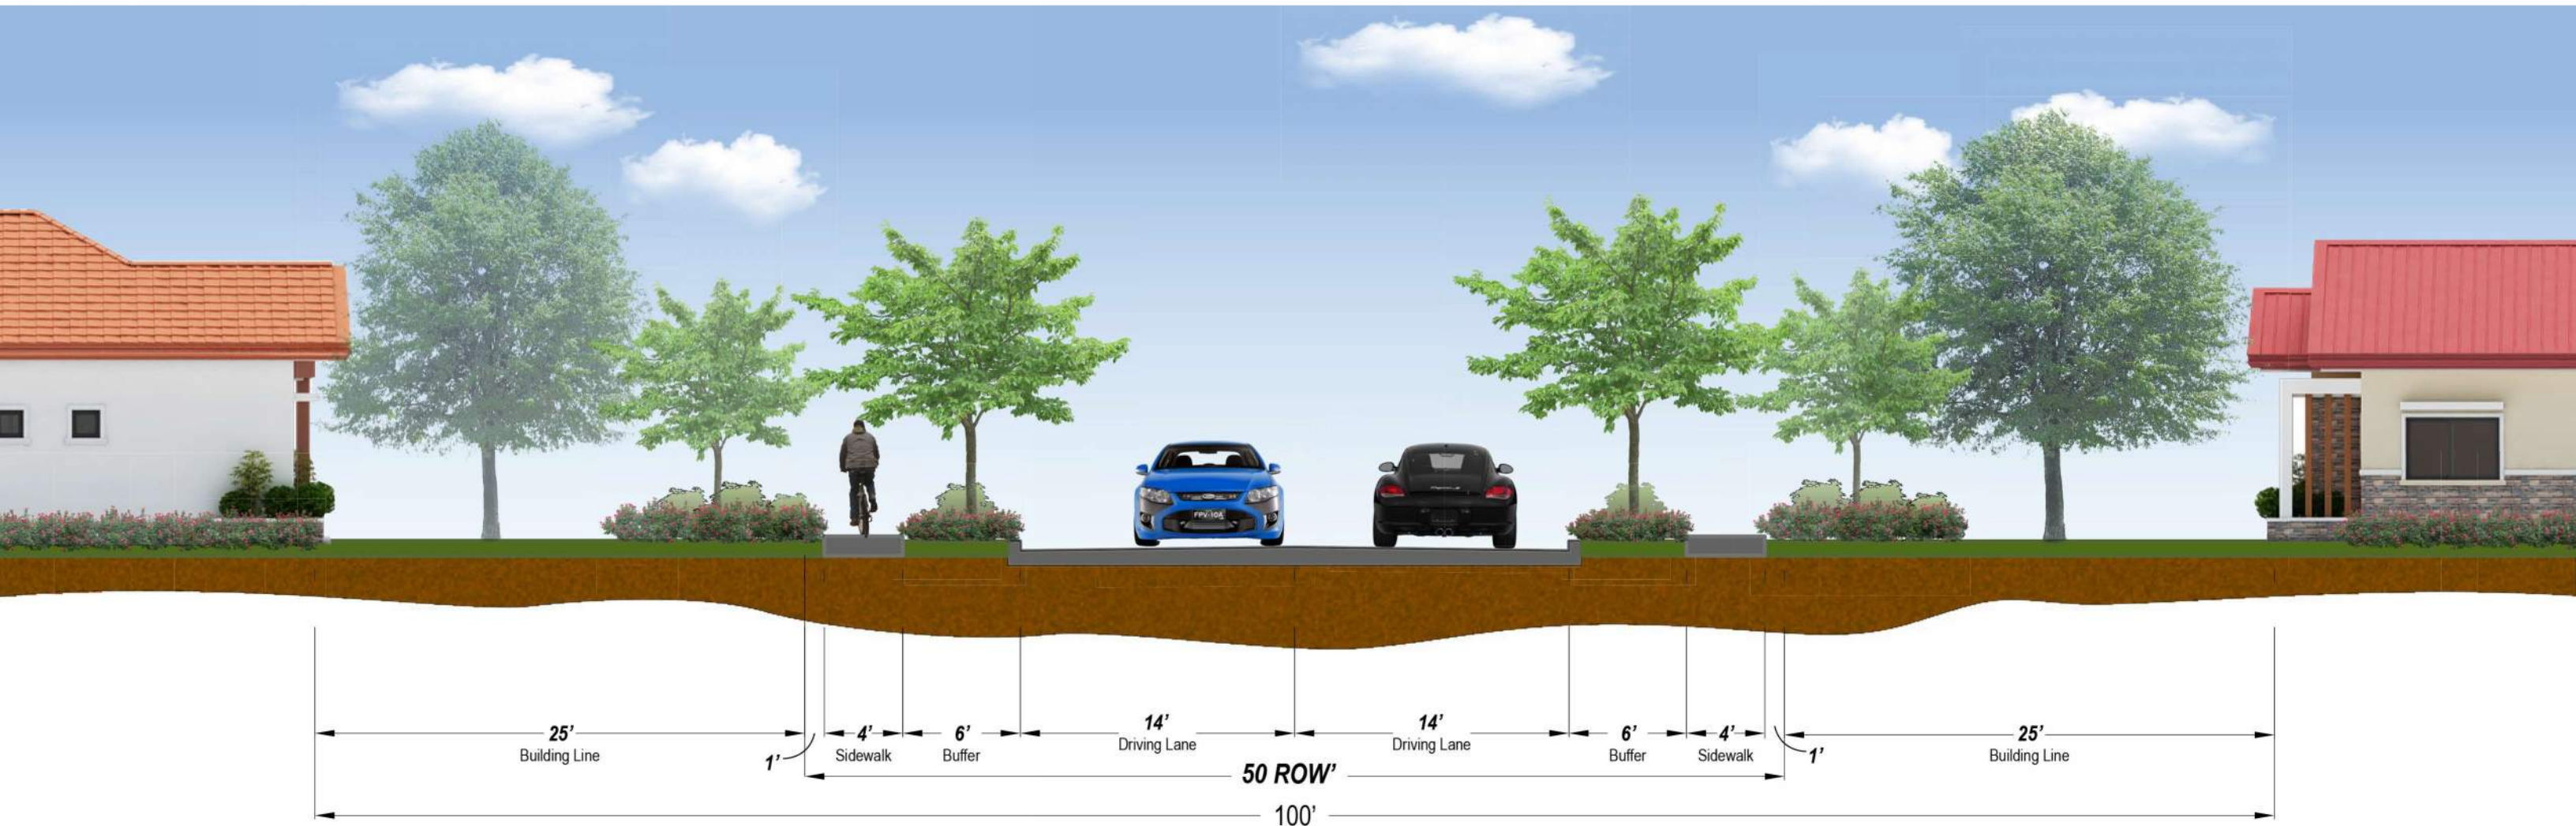 FPV·10A
25'
Building Line
1'
4'
Sidewalk
6'
Buffer
14'
Driving Lane
14'
Driving Lane
6'
Buffer
4'
Sidewalk
1'
25'
Building Line
50 ROW'
100'